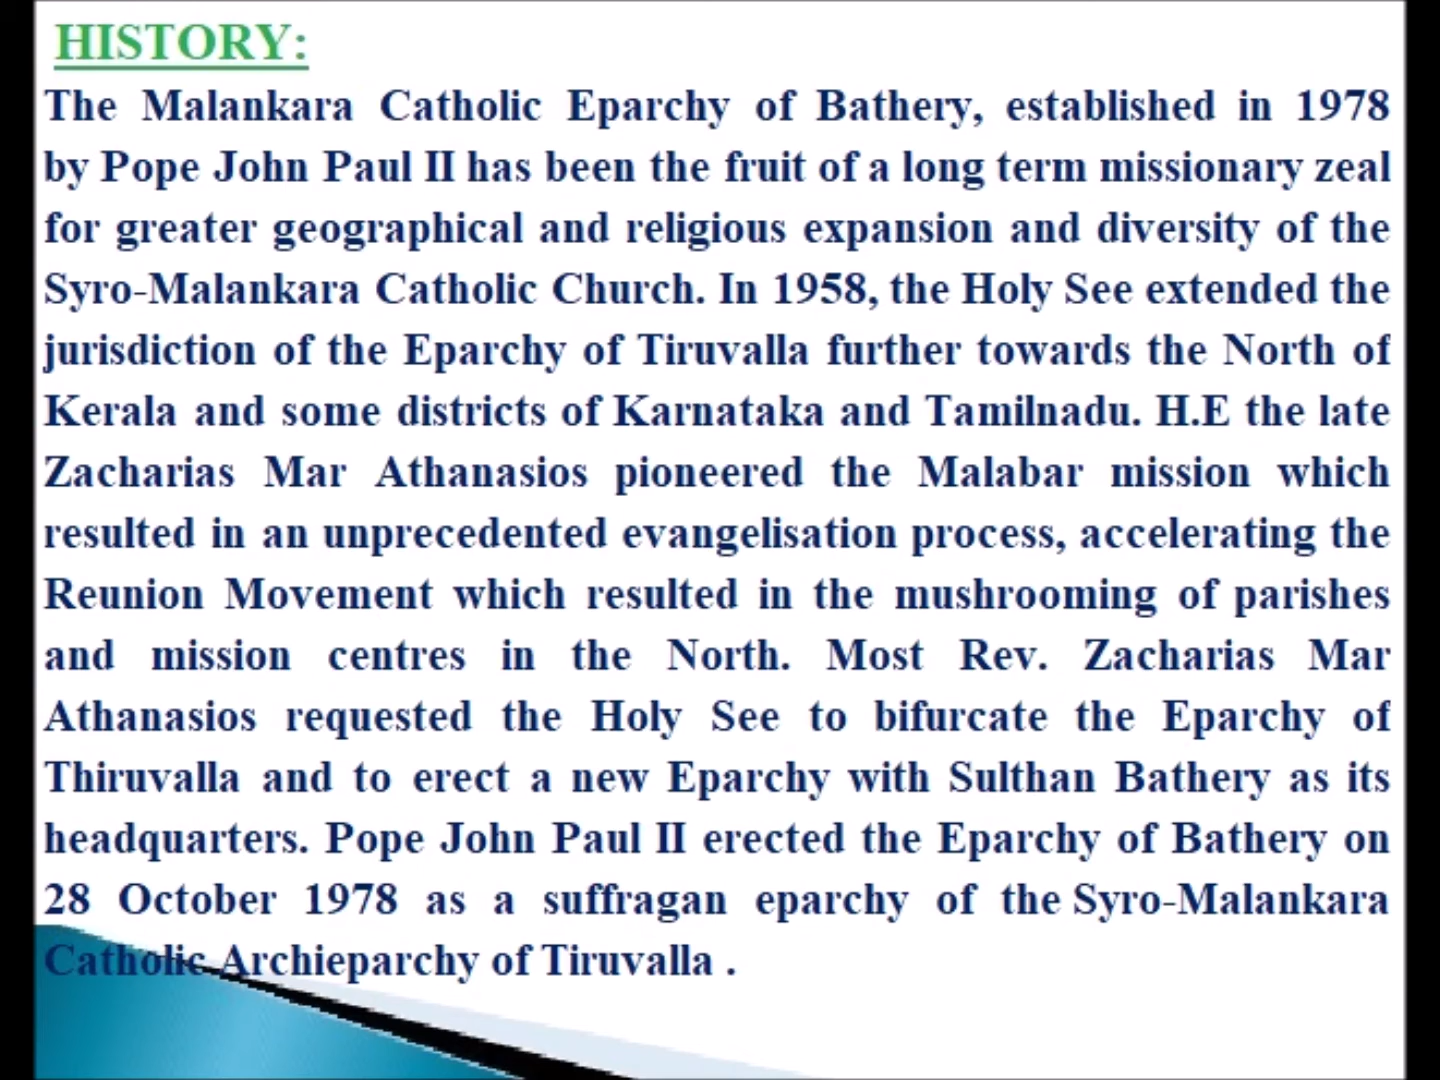 HISTORY:
The Malankara Catholic Eparchy of Bathery, established in 1978
by Pope John Paul II has been the fruit of a long term missionary zeal
for greater geographical and religious expansion and diversity of the
Syro-Malankara Catholic Church. In 1958, the Holy See extended the
jurisdiction of the Eparchy of Tiruvalla further towards the North of
Kerala and some districts of Karnataka and Tamilnadu. H.E the late
Zacharias Mar Athanasios pioneered the Malabar mission which
resulted in an unprecedented evangelisation process, accelerating the
Reunion Movement which resulted in the mushrooming of parishes
and mission centres in the North. Most Rev. Zacharias Mar
Athanasios requested the Holy See to bifurcate the Eparchy of
Thiruvalla and to erect a new Eparchy with Sulthan Bathery as its
headquarters. Pope John Paul II erected the Eparchy of Bathery on
28 October 1978 as a suffragan eparchy of the Syro-Malankara
Catholic Archieparchy of Tiruvalla .